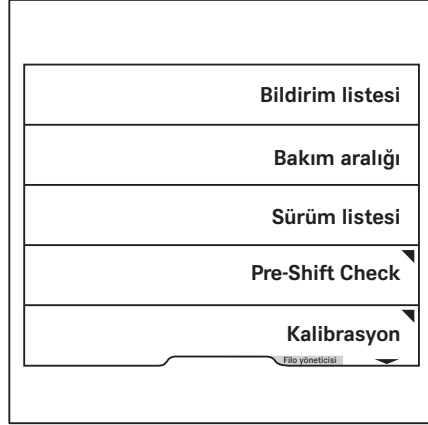 Bildirim listesi
Bakım aralığı
Sürüm listesi
Pre-Shift Check
Kalibrasyon
Filo yöneticisi